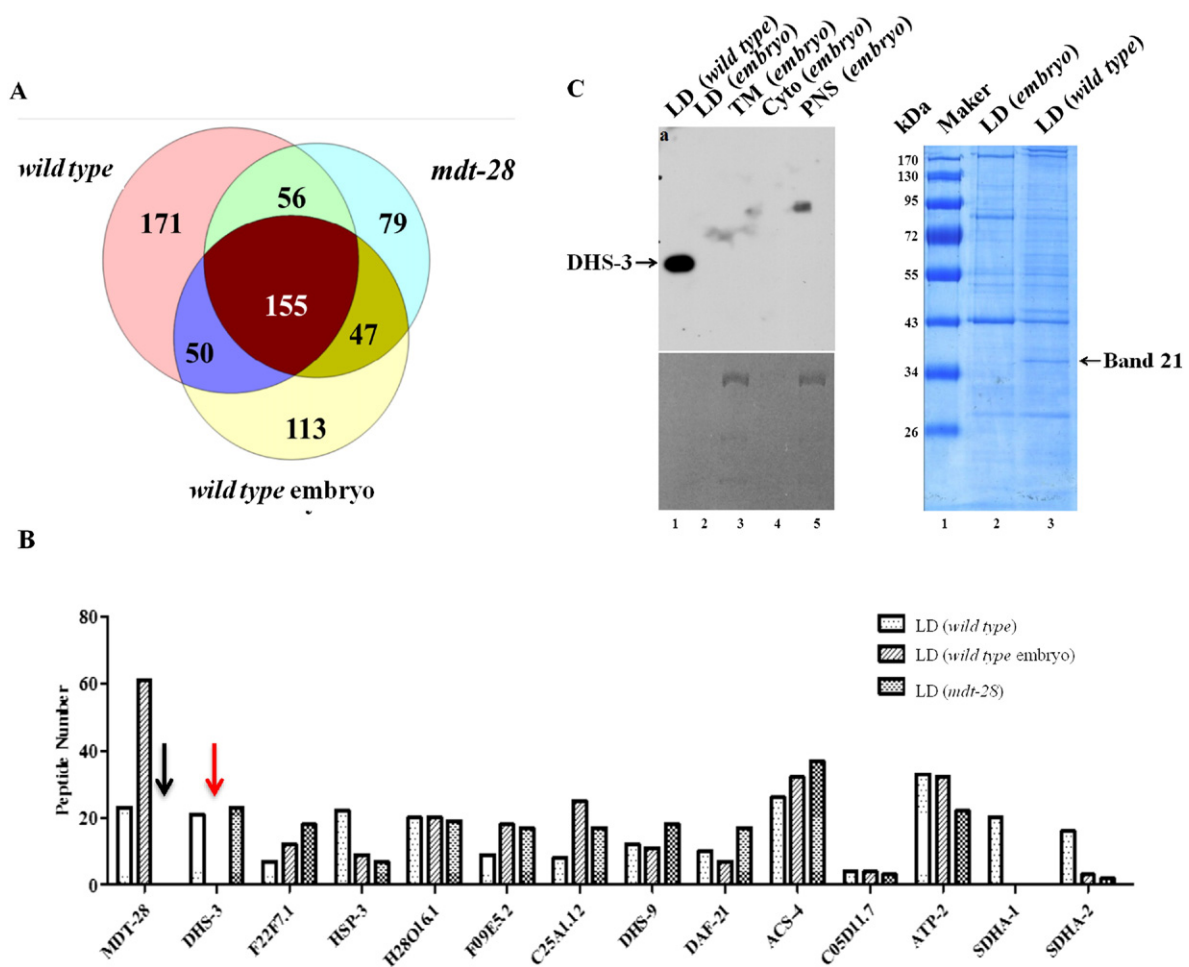 A
wild type
mdt-28
171
56
79
155
50
47
113
wild type embryo
C
LD (wild type)
LD (embryo)
TM (embryo)
Cyto (embryo)
PNS (embryo)
a
DHS-3
1 2 3 4 5
kDa
Maker
LD (embryo)
LD (wild type)
170
130
95
72
55
43
34
26
Band 21
1 2 3
B
Peptide Number
80
60
40
20
0
LD (wild type)
LD (wild type embryo)
LD (mdt-28)
MDT-28
DHS-3
F22F7.1
HSP-3
H28O16.1
F09E5.2
C25A1.12
DHS-9
DAF-21
ACS-4
C05D11.7
ATP-2
SDHA-1
SDHA-2